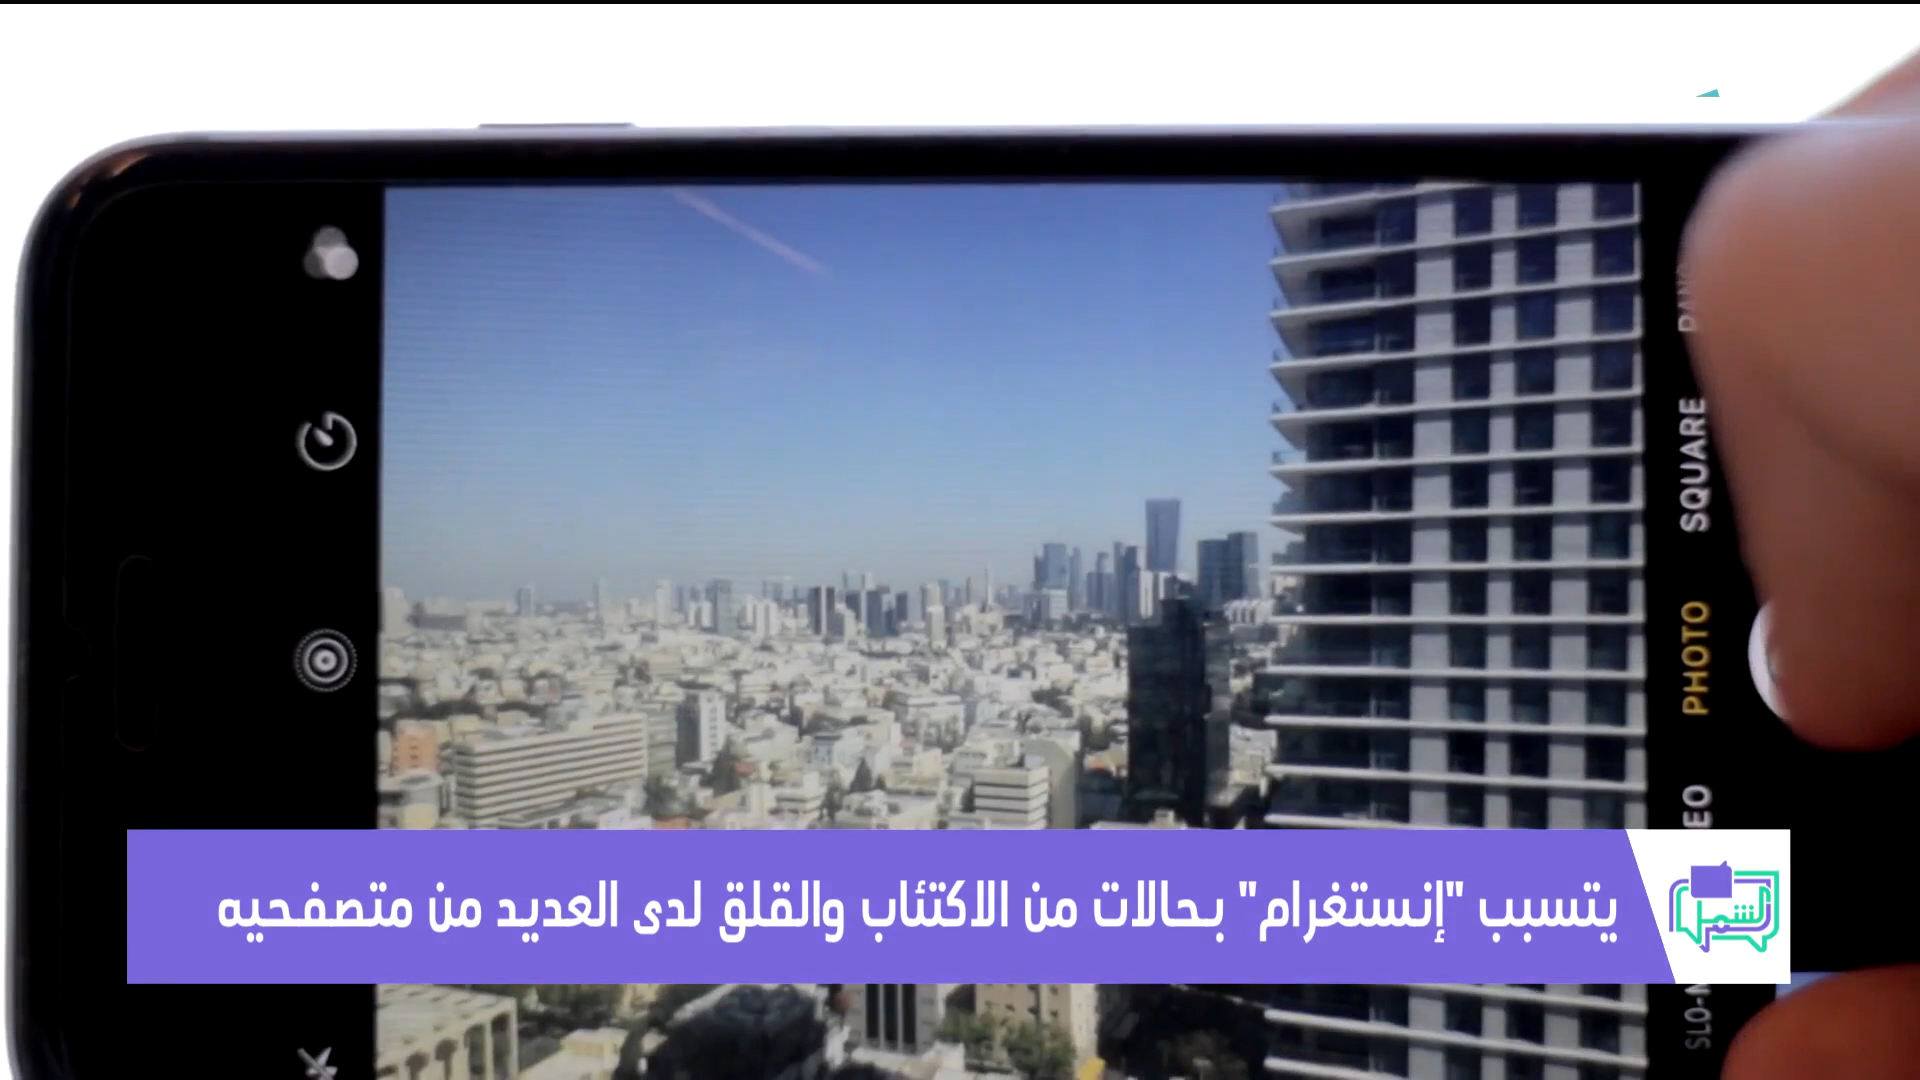 SQUARE
PHOTO
يتسبب "إنستغرام" بحالات من الاكتئاب والقلق لدى العديد من متصفحيه